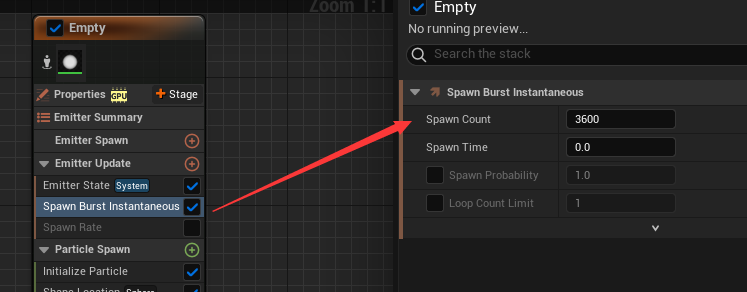 Zoom 1:1
Empty
Properties GPU Stage
Emitter Summary
Emitter Spawn
Emitter Update
Emitter State System
Spawn Burst Instantaneous
Spawn Rate
Particle Spawn
Initialize Particle
Shape Location Sphere
Empty
No running preview...
Search the stack
Spawn Burst Instantaneous
Spawn Count 3600
Spawn Time 0.0
Spawn Probability 1.0
Loop Count Limit 1